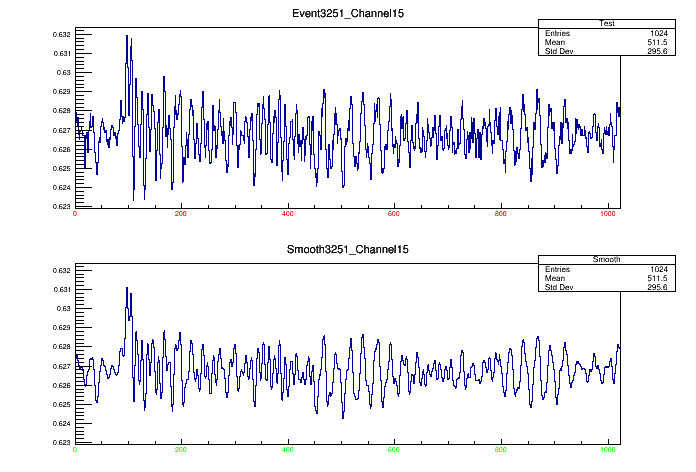 Event3251_Channel15
Test
Entries 1024
Mean 511.5
Std Dev 295.6
0.632
0.631
0.63
0.629
0.628
0.627
0.626
0.625
0.624
0.623
0 200 400 600 800 1000
Smooth3251_Channel15
Smooth
Entries 1024
Mean 511.5
Std Dev 295.6
0.632
0.631
0.63
0.629
0.628
0.627
0.626
0.625
0.624
0.623
0 200 400 600 800 1000